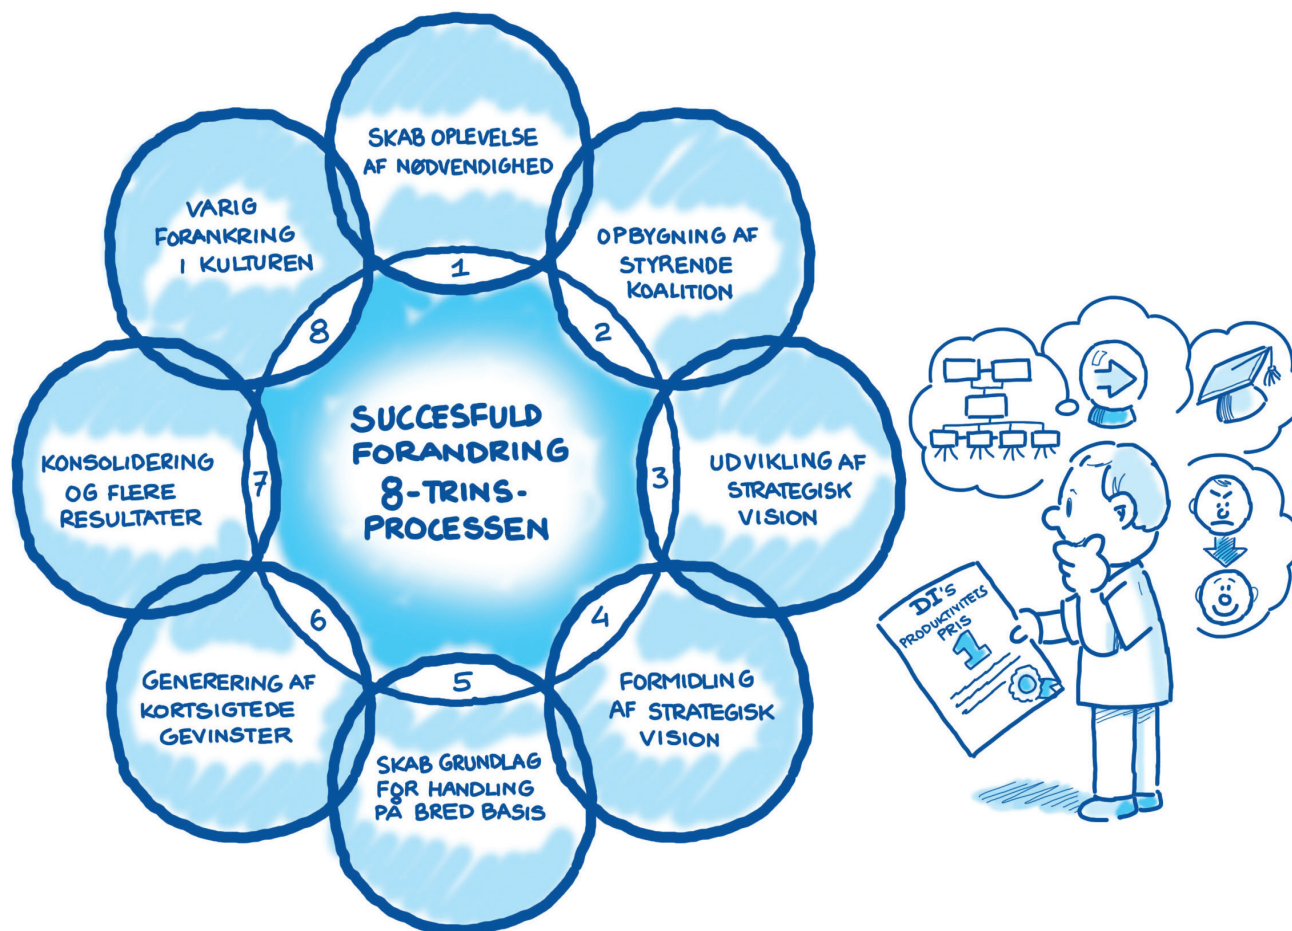 SUCCESFULD
FORANDRING
8-TRINS-
PROCESSEN
1
SKAB OPLEVELSE
AF NØDVENDIGHED
2
OPBYGNING AF
STYRENDE
KOALITION
3
UDVIKLING AF
STRATEGISK
VISION
4
FORMIDLING
AF STRATEGISK
VISION
5
SKAB GRUNDLAG
FOR HANDLING
PÅ BRED BASIS
6
GENERERING AF
KORTSIGTEDE
GEVINSTER
7
KONSOLIDERING
OG FLERE
RESULTATER
8
VARIG
FORANKRING
I KULTUREN
DI'S
PRODUKTIVITETS
PRIS
1